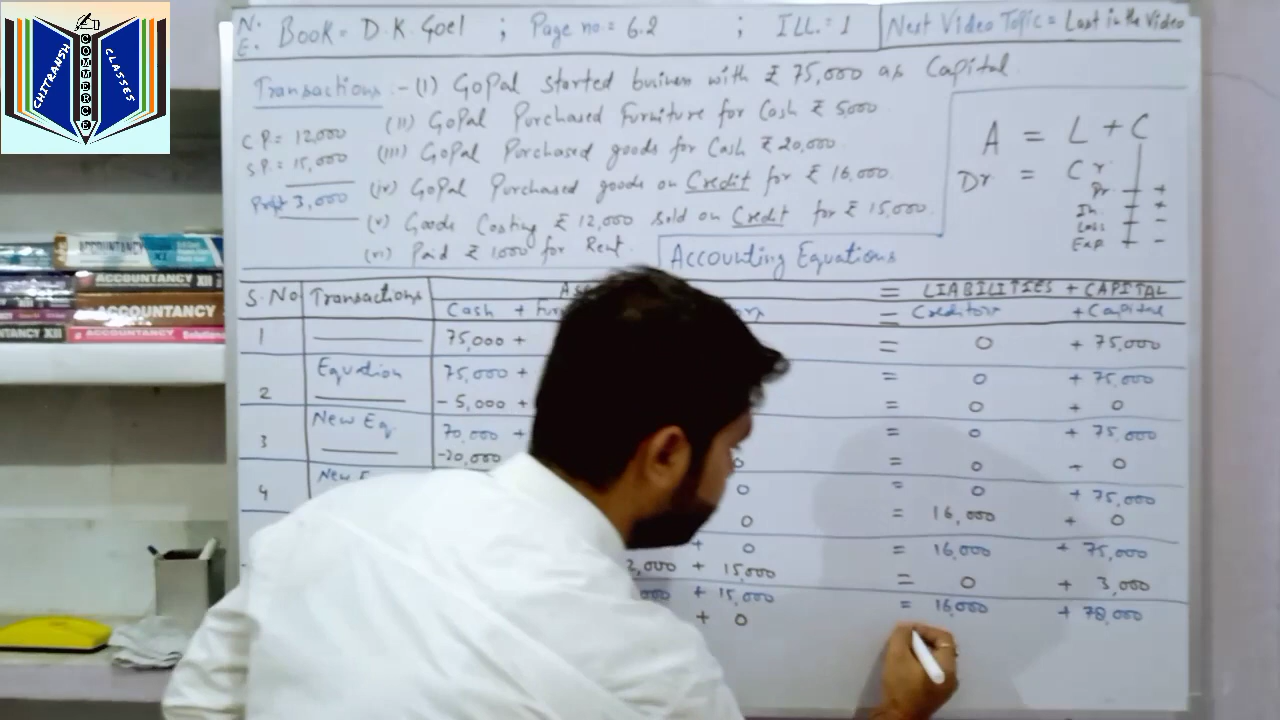 CHITRANSH COMMERCE CLASSES
N.
E. Book = D.K. Goel ; Page no. = 6.2 ; ILL. = 1 Next Video Topic = Last in the Video
Transactions :- (i) GoPal started business with ₹ 75,000 as Capital.
(ii) GoPal Purchased Furniture for Cash ₹ 5,000
C.P. = 12,000
S.P. = 15,000
Profit 3,000
(iii) GoPal Purchased goods for Cash ₹ 20,000.
(iv) GoPal Purchased goods on Credit for ₹ 16,000.
(v) Goods Costing ₹ 12,000 sold on Credit for ₹ 15,000.
(vi) Paid ₹ 1000 for Rent.
A = L + C
Dr = Cr
Pr. +
In. +
Loss -
Exp. -
Accounting Equations
S.No Transactions = LIABILITIES + CAPITAL
Cash + = Creditors + Capital
1 75,000 + = 0 + 75,000
Equation 75,000 + = 0 + 75,000
2 - 5,000 + = 0 + 0
New Eq 70,000 + = 0 + 75,000
3 -20,000 0 = 0 + 0
0 = 0 + 75,000
4 0 = 16,000 + 0
+ 0 = 16,000 + 75,000
+ 15,000 = 0 + 3,000
+ 15,000 = 16,000 + 78,000
+ 0
ACCOUNTANCY XI
ACCOUNTANCY XII
ACCOUNTANCY
ACCOUNTANCY